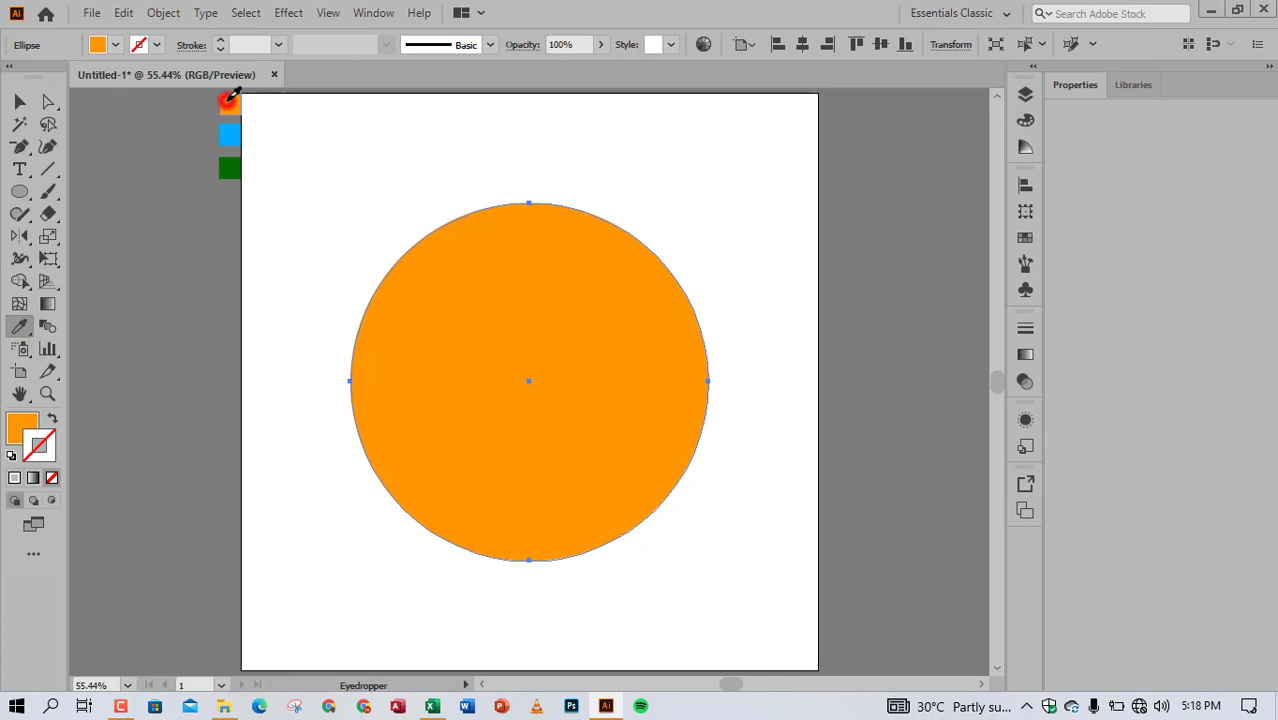 Ai File Edit Object Type Select Effect View Window Help Essentials Classic Search Adobe Stock
Ellipse Stroke: Basic Opacity: 100% Style: Transform
Untitled-1* @ 55.44% (RGB/Preview) Properties Libraries
55.44% 1 Eyedropper
Ps Ai 30°C Partly su... 5:18 PM